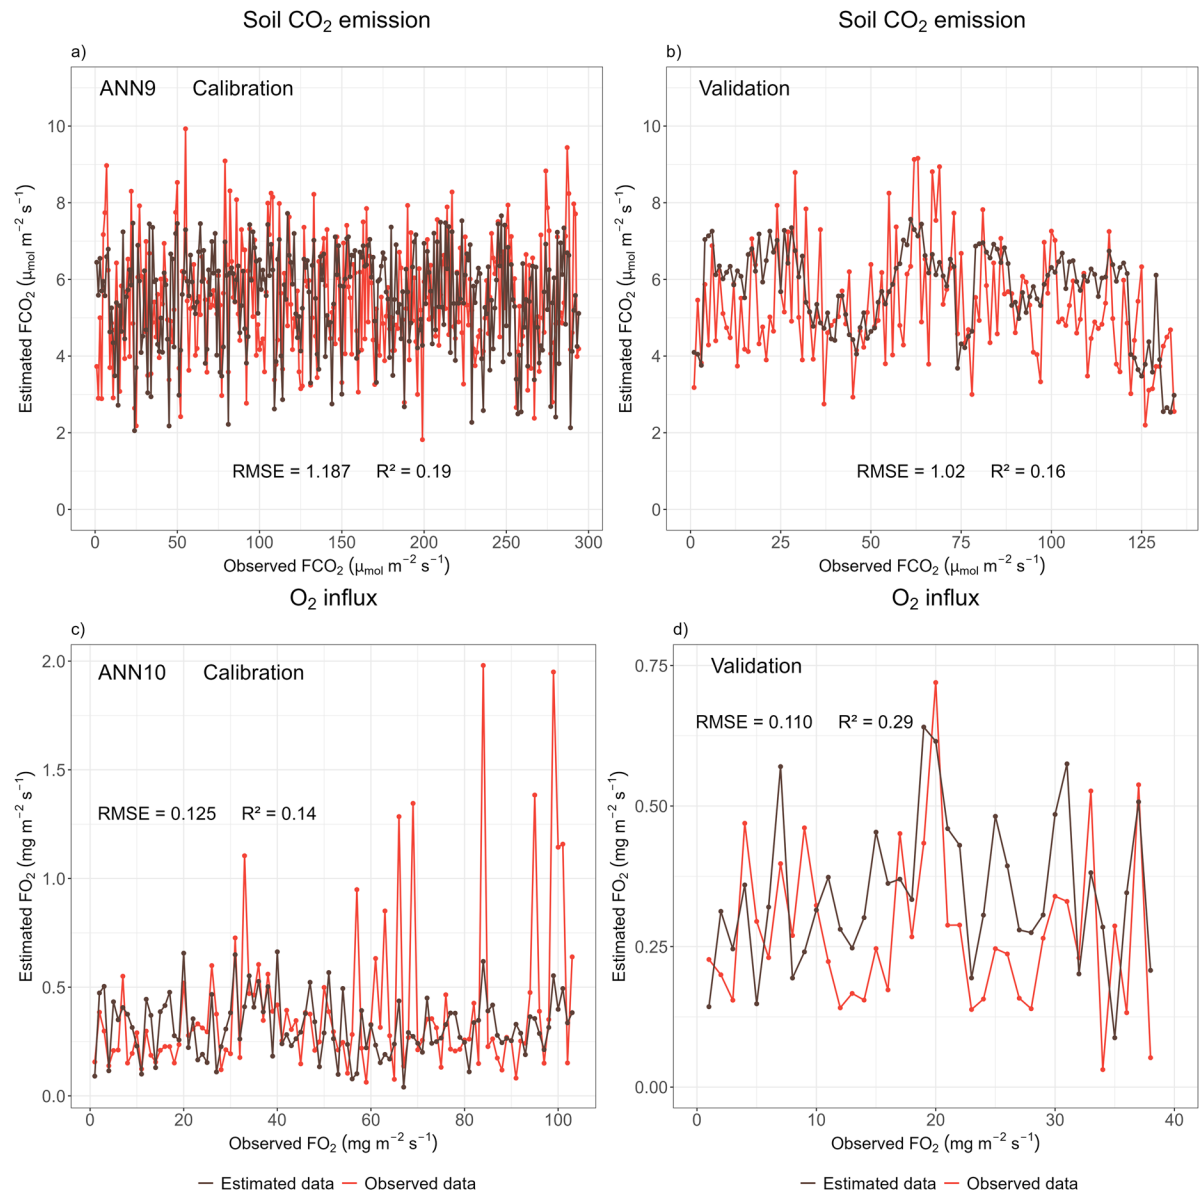 Soil CO₂ emission
a)
ANN9 Calibration
10
8
6
4
2
0
Estimated FCO₂ (μmol m⁻² s⁻¹)
RMSE = 1.187 R² = 0.19
0 50 100 150 200 250 300
Observed FCO₂ (μmol m⁻² s⁻¹)
Soil CO₂ emission
b)
Validation
10
8
6
4
2
0
Estimated FCO₂ (μmol m⁻² s⁻¹)
RMSE = 1.02 R² = 0.16
0 25 50 75 100 125
Observed FCO₂ (μmol m⁻² s⁻¹)
O₂ influx
c)
ANN10 Calibration
2.0
1.5
1.0
0.5
0.0
Estimated FO₂ (mg m⁻² s⁻¹)
RMSE = 0.125 R² = 0.14
0 20 40 60 80 100
Observed FO₂ (mg m⁻² s⁻¹)
Estimated data Observed data
O₂ influx
d)
Validation
0.75
0.50
0.25
0.00
Estimated FO₂ (mg m⁻² s⁻¹)
RMSE = 0.110 R² = 0.29
0 10 20 30 40
Observed FO₂ (mg m⁻² s⁻¹)
Estimated data Observed data